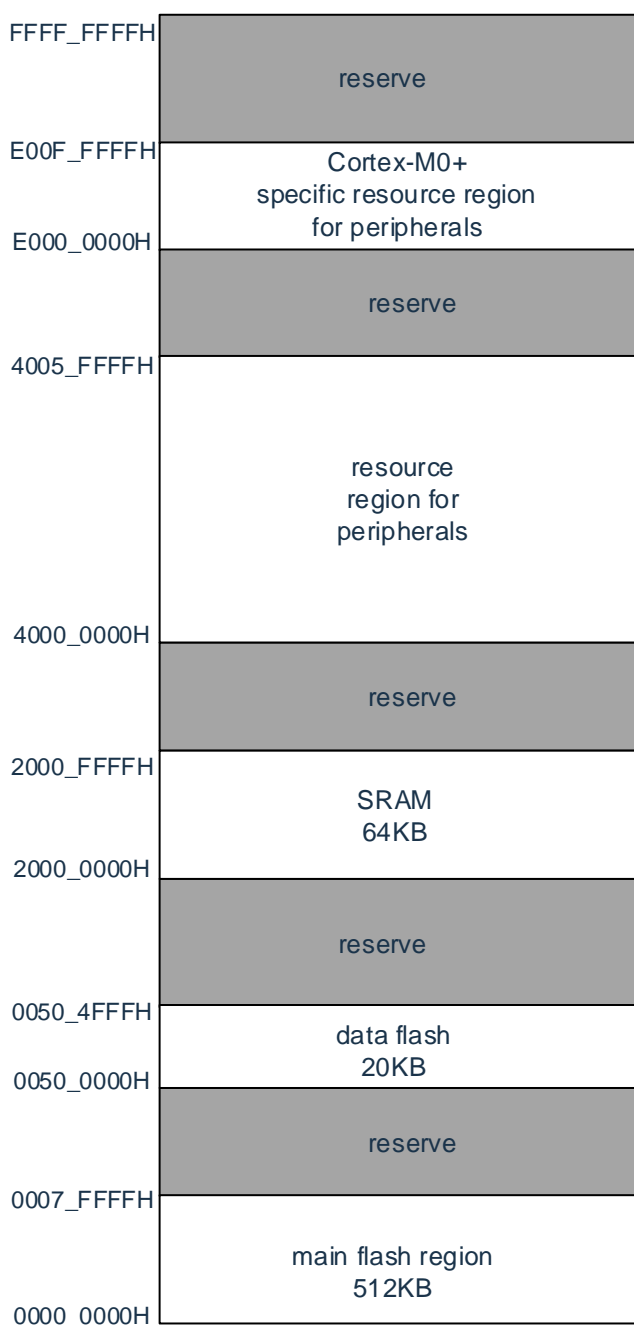 FFFF_FFFFH
reserve
E00F_FFFFH
Cortex-M0+
specific resource region
for peripherals
E000_0000H
reserve
4005_FFFFH
resource
region for
peripherals
4000_0000H
reserve
2000_FFFFH
SRAM
64KB
2000_0000H
reserve
0050_4FFFH
data flash
20KB
0050_0000H
reserve
0007_FFFFH
main flash region
512KB
0000_0000H